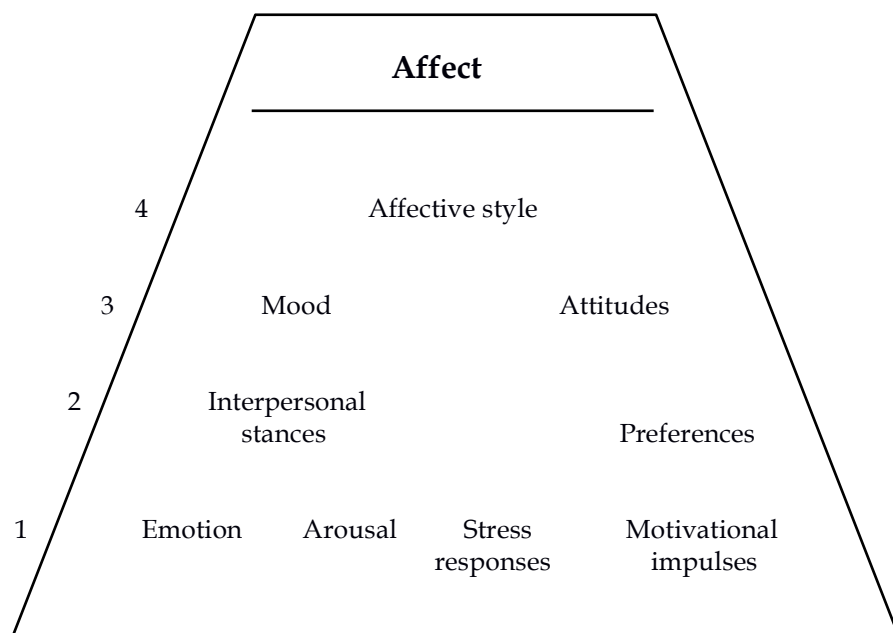 Affect
4 Affective style
3 Mood Attitudes
2 Interpersonal
stances Preferences
1 Emotion Arousal Stress Motivational
responses impulses